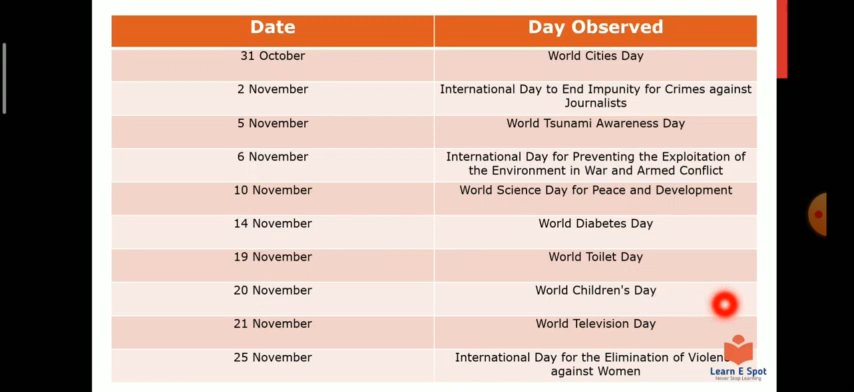 Date Day Observed
31 October World Cities Day
2 November International Day to End Impunity for Crimes against
Journalists
5 November World Tsunami Awareness Day
6 November International Day for Preventing the Exploitation of
the Environment in War and Armed Conflict
10 November World Science Day for Peace and Development
14 November World Diabetes Day
19 November World Toilet Day
20 November World Children's Day
21 November World Television Day
25 November International Day for the Elimination of
against Women
Learn E Spot
Never Stop Learning